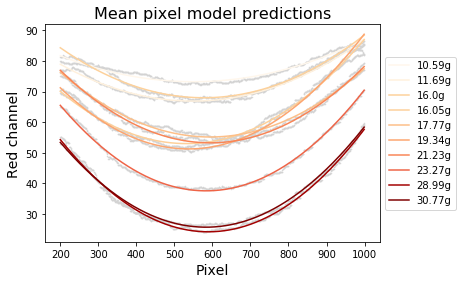 Mean pixel model predictions
Red channel
90
80
70
60
50
40
30
200 300 400 500 600 700 800 900 1000
Pixel
10.59g
11.69g
16.0g
16.05g
17.77g
19.34g
21.23g
23.27g
28.99g
30.77g